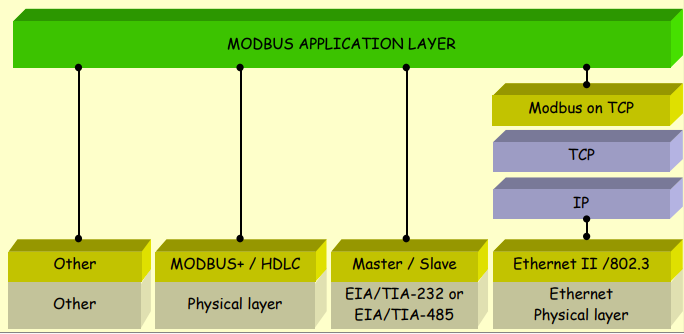 MODBUS APPLICATION LAYER
Modbus on TCP
TCP
IP
Other
MODBUS+ / HDLC
Master / Slave
Ethernet II /802.3
Other
Physical layer
EIA/TIA-232 or
EIA/TIA-485
Ethernet
Physical layer